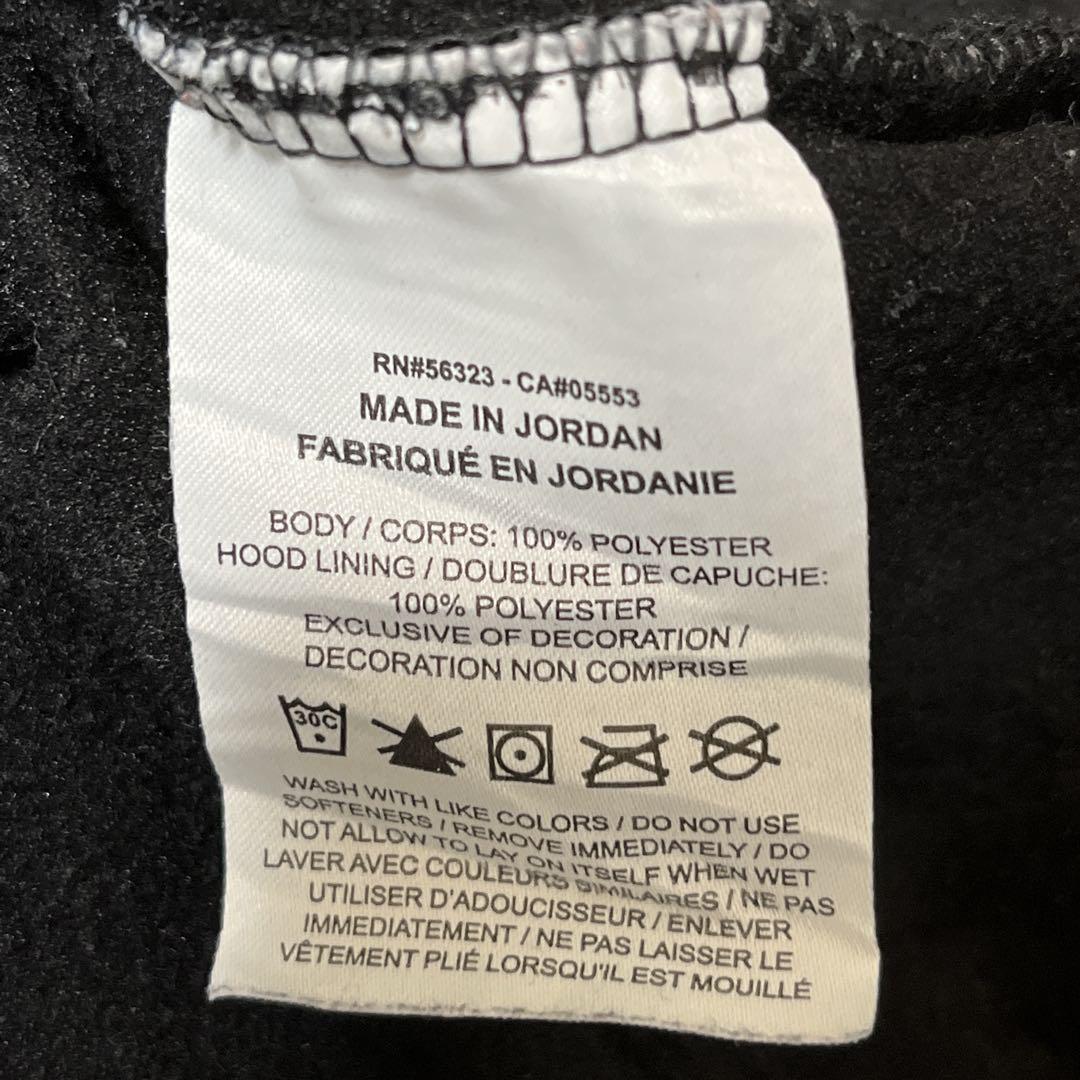 RN#56323 - CA#05553
MADE IN JORDAN
FABRIQUÉ EN JORDANIE
BODY / CORPS: 100% POLYESTER
HOOD LINING / DOUBLURE DE CAPUCHE:
100% POLYESTER
EXCLUSIVE OF DECORATION /
DECORATION NON COMPRISE
30C
WASH WITH LIKE COLORS / DO NOT USE
SOFTENERS / REMOVE IMMEDIATELY / DO
NOT ALLOW TO LAY ON ITSELF WHEN WET
LAVER AVEC COULEURS SIMILAIRES / NE PAS
UTILISER D'ADOUCISSEUR / ENLEVER
IMMEDIATEMENT / NE PAS LAISSER LE
VÊTEMENT PLIÉ LORSQU'IL EST MOUILLÉ